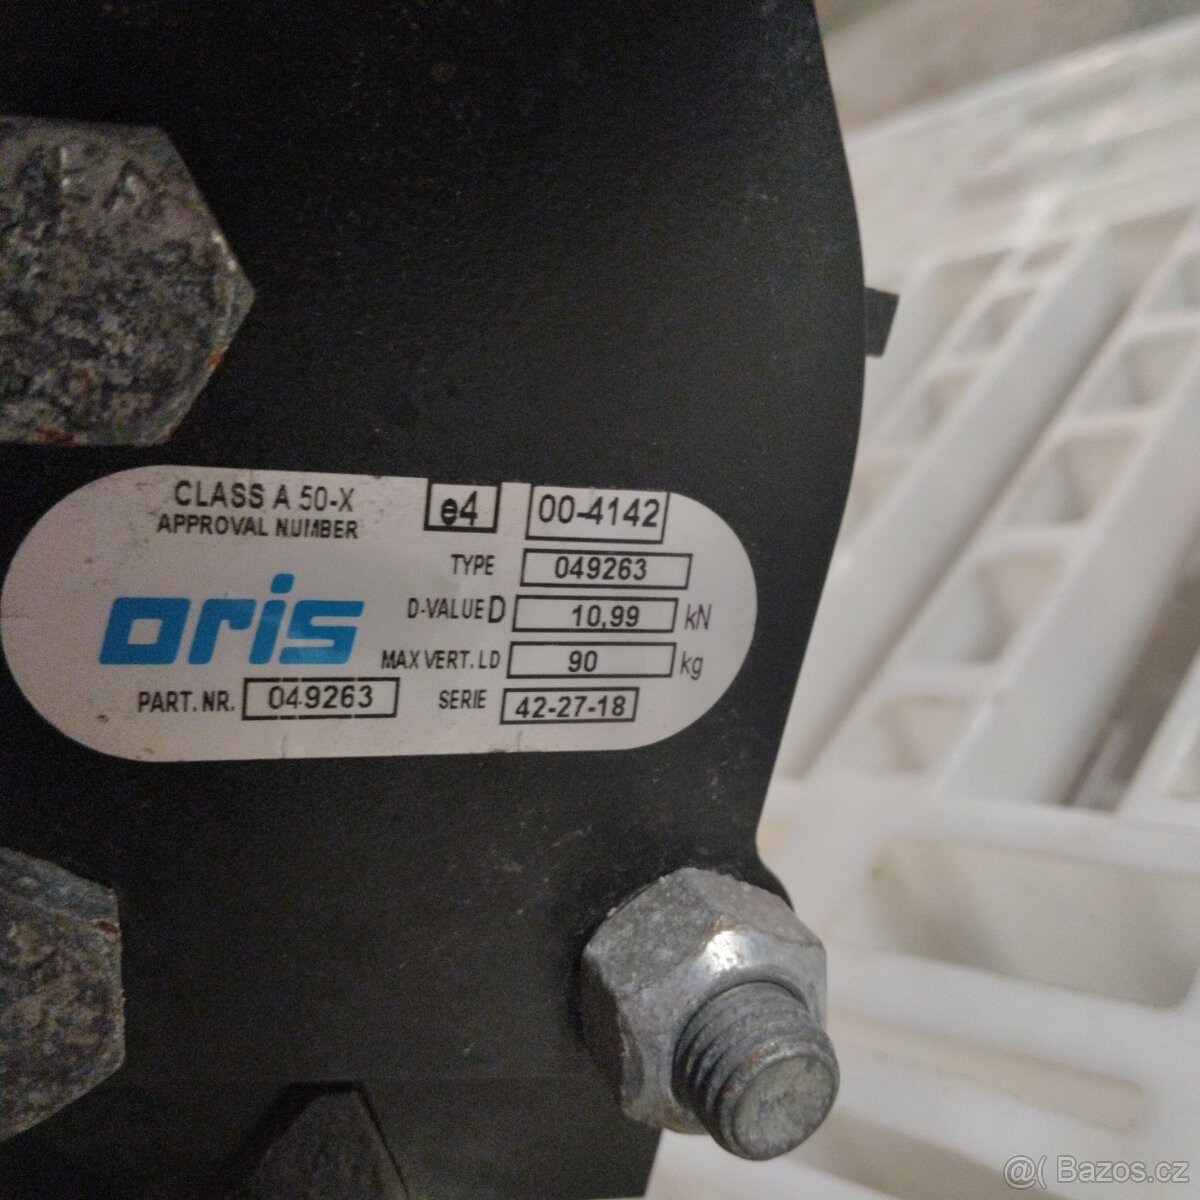 CLASS A 50-X
APPROVAL NUMBER
e4 00-4142
TYPE 049263
oris
D-VALUE D 10,99 kN
MAX VERT. LD 90 kg
PART. NR. 049263
SERIE 42-27-18
@( Bazos.cz